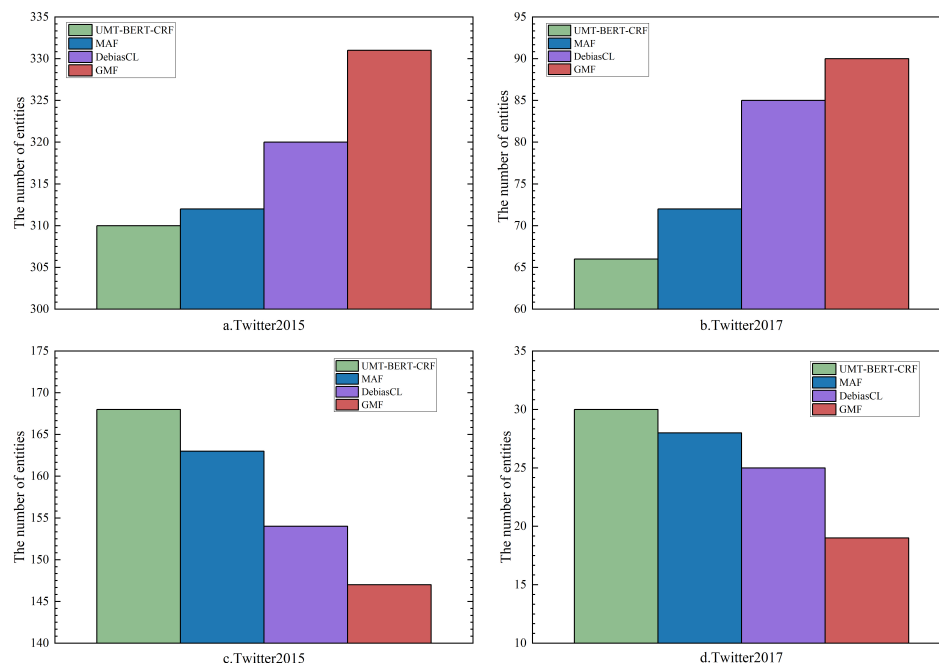 335
330
325
320
315
310
305
300
The number of entities
UMT-BERT-CRF
MAF
DebiasCL
GMF
a.Twitter2015
95
90
85
80
75
70
65
60
The number of entities
UMT-BERT-CRF
MAF
DebiasCL
GMF
b.Twitter2017
175
170
165
160
155
150
145
140
The number of entities
UMT-BERT-CRF
MAF
DebiasCL
GMF
c.Twitter2015
35
30
25
20
15
10
The number of entities
UMT-BERT-CRF
MAF
DebiasCL
GMF
d.Twitter2017